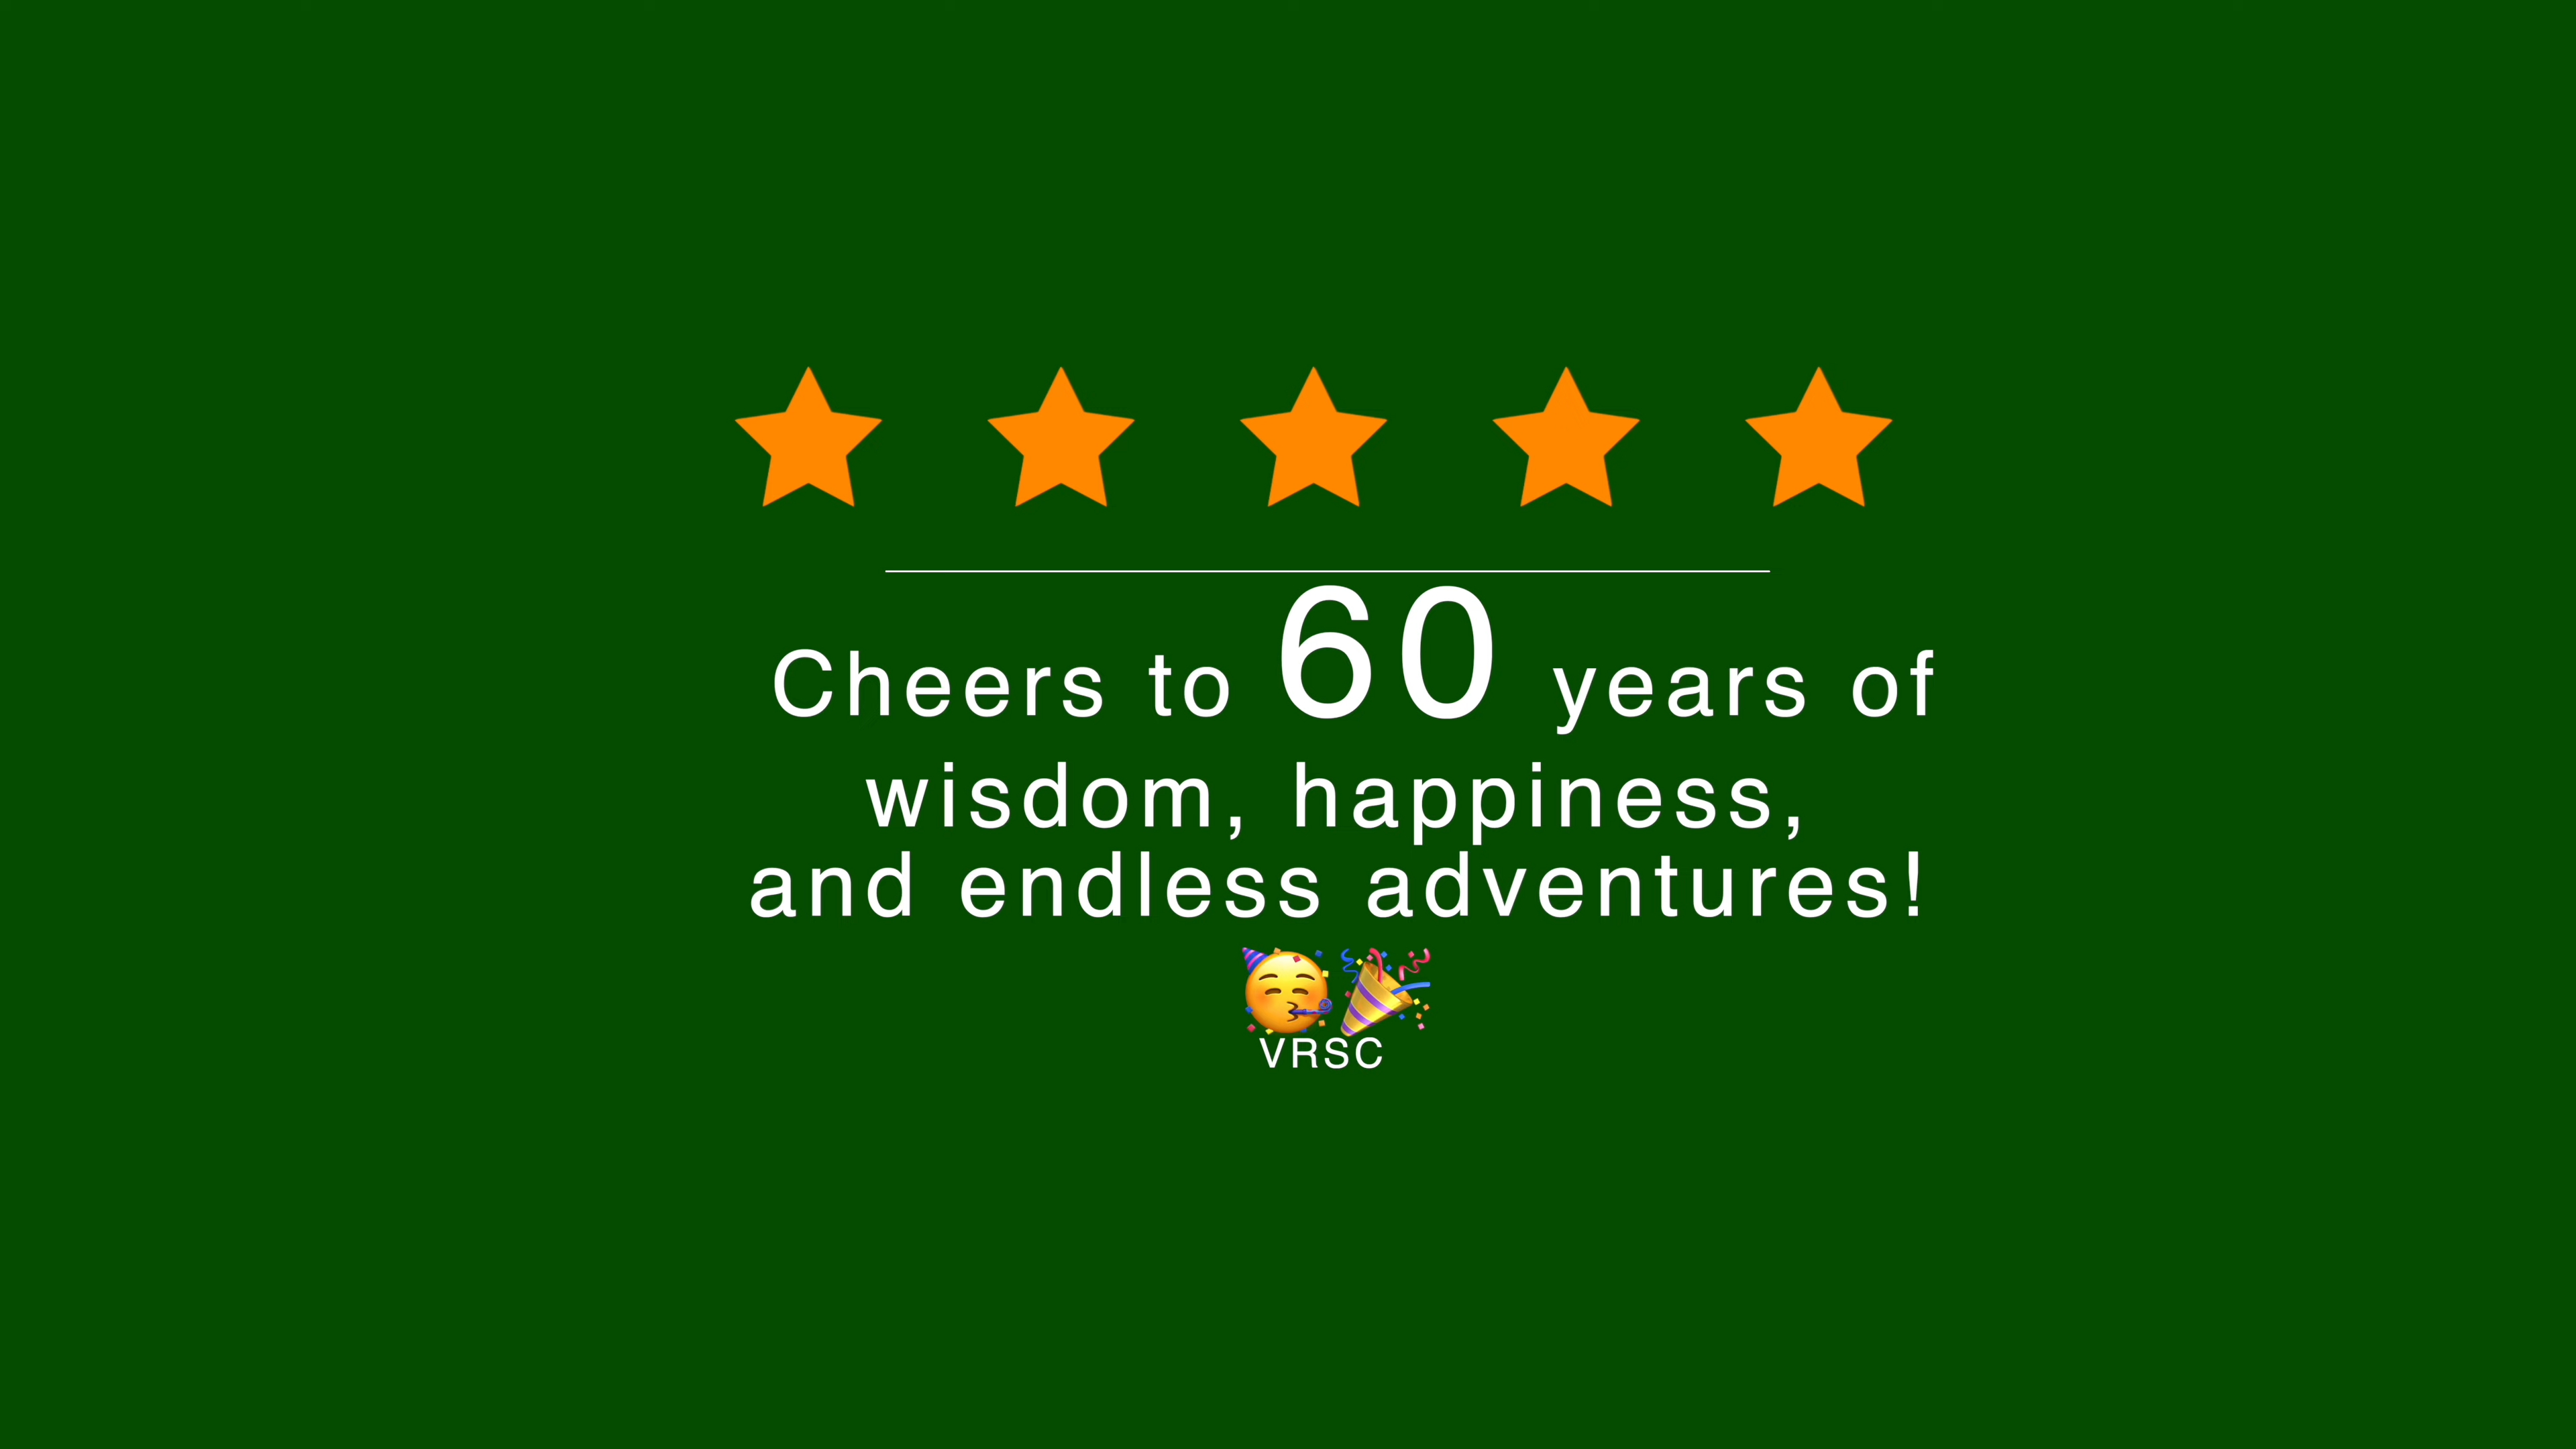 Cheers to 60 years of
wisdom, happiness,
and endless adventures!
🥳🎉
VRSC